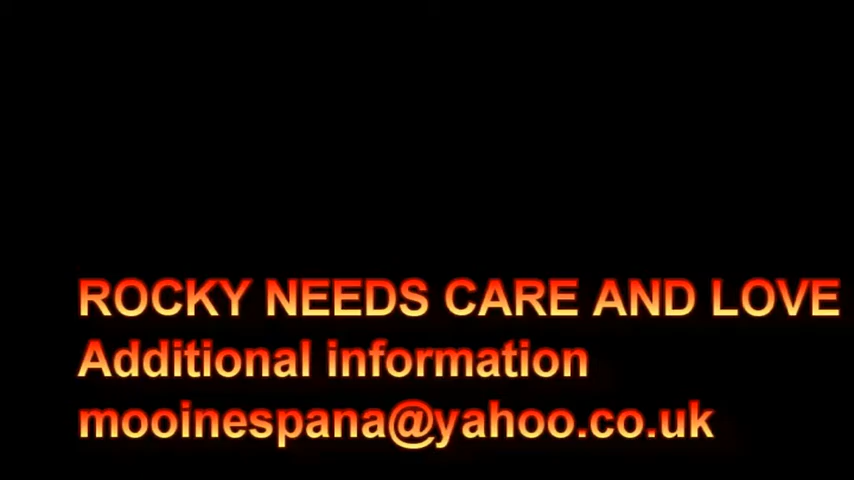 ROCKY NEEDS CARE AND LOVE
Additional information
mooinespana@yahoo.co.uk